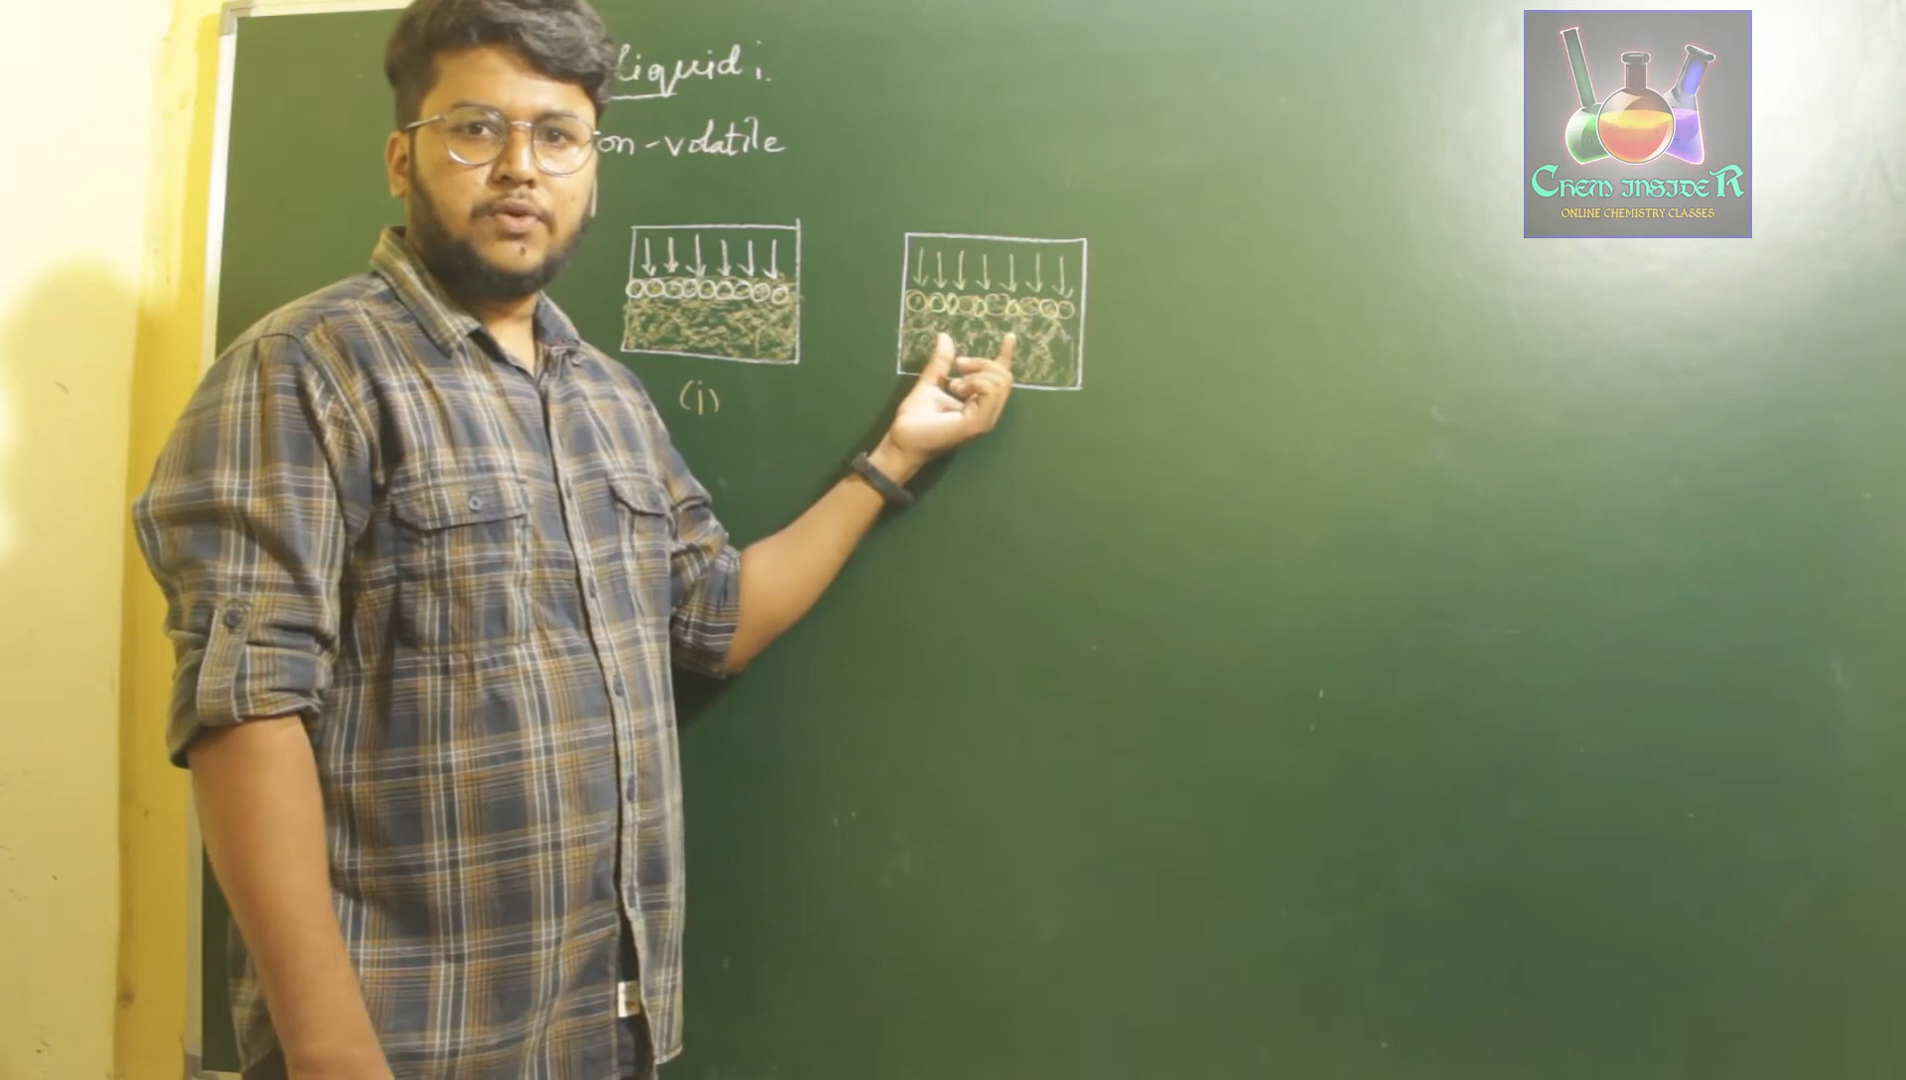 liquid :
on-volatile
(i)
CHEM INSIDER
ONLINE CHEMISTRY CLASSES